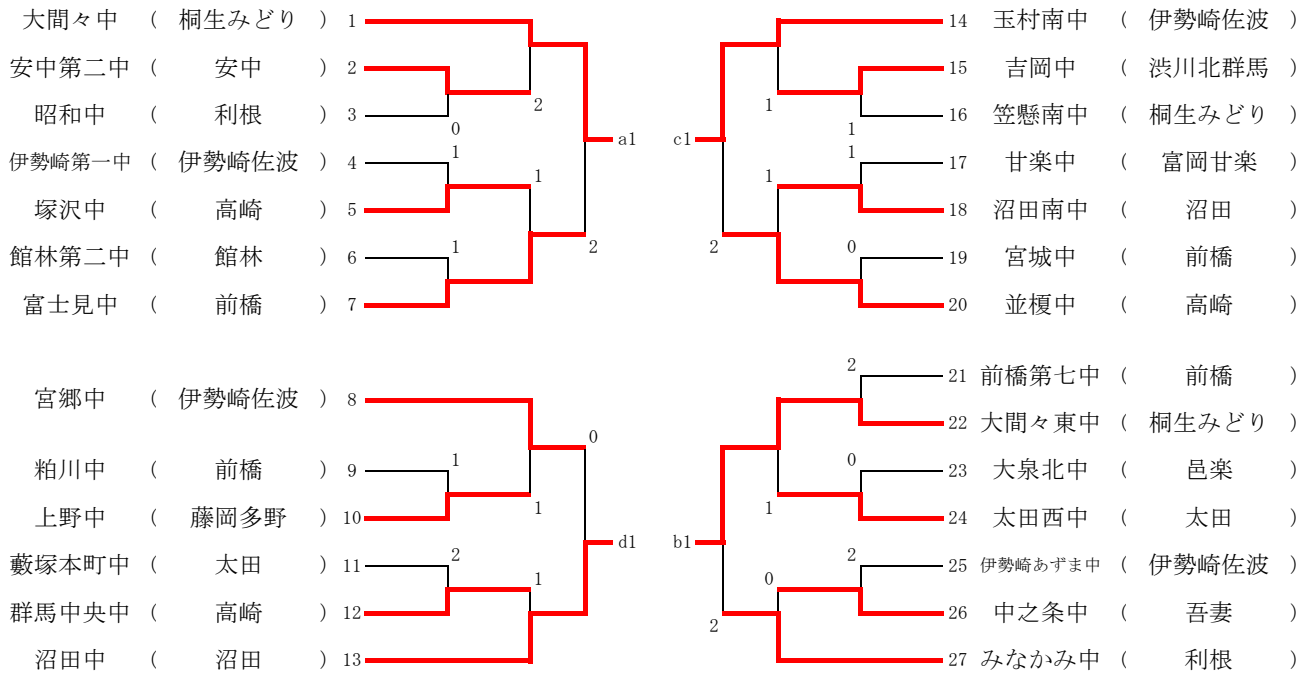 大間々中 ( 桐生みどり ) 1
安中第二中 ( 安中 ) 2
昭和中 ( 利根 ) 3
0
2
伊勢崎第一中 ( 伊勢崎佐波 ) 4
1
塚沢中 ( 高崎 ) 5
1
館林第二中 ( 館林 ) 6
1
富士見中 ( 前橋 ) 7
2
a1
宮郷中 ( 伊勢崎佐波 ) 8
0
粕川中 ( 前橋 ) 9
1
上野中 ( 藤岡多野 ) 10
1
藪塚本町中 ( 太田 ) 11
2
群馬中央中 ( 高崎 ) 12
1
沼田中 ( 沼田 ) 13
d1
14 玉村南中 ( 伊勢崎佐波 )
15 吉岡中 ( 渋川北群馬 )
1
16 笠懸南中 ( 桐生みどり )
1
c1
1
17 甘楽中 ( 富岡甘楽 )
1
18 沼田南中 ( 沼田 )
2
0
19 宮城中 ( 前橋 )
20 並榎中 ( 高崎 )
2
21 前橋第七中 ( 前橋 )
22 大間々東中 ( 桐生みどり )
0
23 大泉北中 ( 邑楽 )
1
24 太田西中 ( 太田 )
b1
2
25 伊勢崎あずま中 ( 伊勢崎佐波 )
0
26 中之条中 ( 吾妻 )
2
27 みなかみ中 ( 利根 )